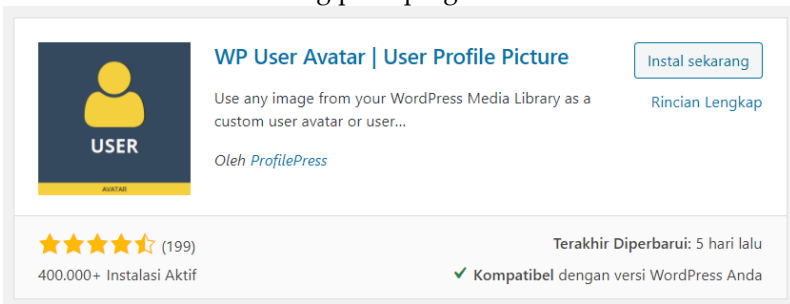 WP User Avatar | User Profile Picture
Instal sekarang
Use any image from your WordPress Media Library as a
custom user avatar or user...
Rincian Lengkap
Oleh ProfilePress
USER
AVATAR
(199)
Terakhir Diperbarui: 5 hari lalu
400.000+ Instalasi Aktif
Kompatibel dengan versi WordPress Anda